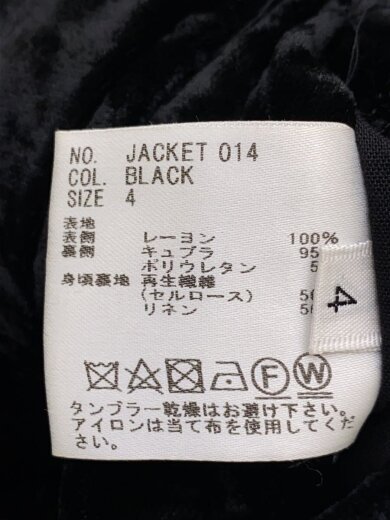 NO. JACKET 014
COL. BLACK
SIZE 4
表地
表側 レーヨン 100%
裏側 キュプラ 95
ポリウレタン 5
身頃裏地 再生繊維
(セルロース) 50
リネン 50
4
F W
タンブラー乾燥はお避け下さい。
アイロンは当て布を使用してくだ
さい。